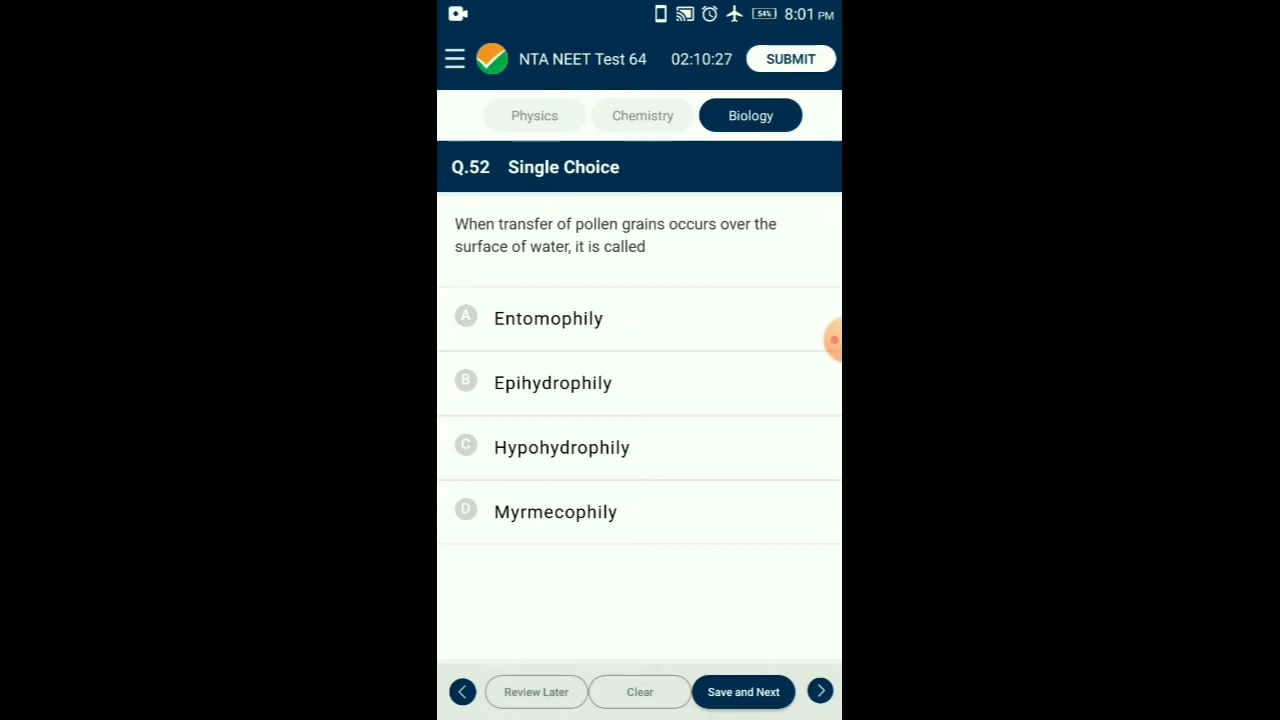 54% 8:01 PM
NTA NEET Test 64 02:10:27 SUBMIT
Physics Chemistry Biology
Q.52 Single Choice
When transfer of pollen grains occurs over the
surface of water, it is called
A Entomophily
B Epihydrophily
C Hypohydrophily
D Myrmecophily
Review Later Clear Save and Next